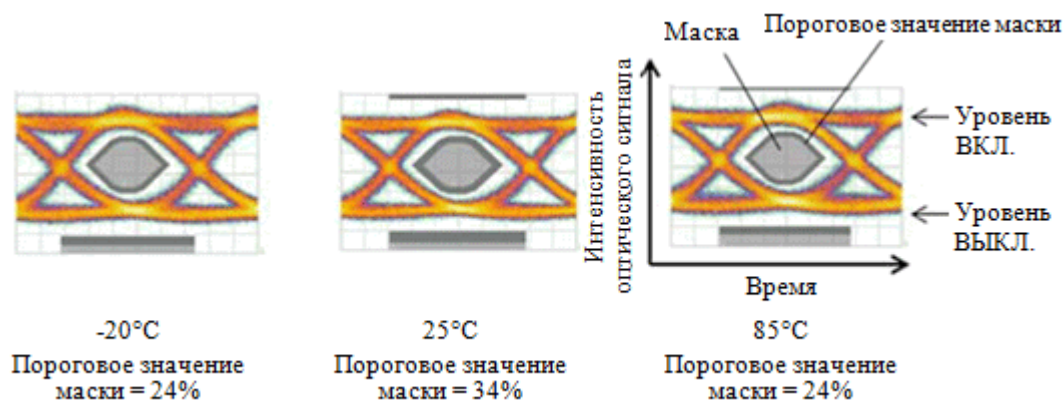 Маска
Пороговое значение маски
Интенсивность
оптического сигнала
Уровень
ВКЛ.
Уровень
ВЫКЛ.
Время
-20°C
25°C
85°C
Пороговое значение
маски = 24%
Пороговое значение
маски = 34%
Пороговое значение
маски = 24%